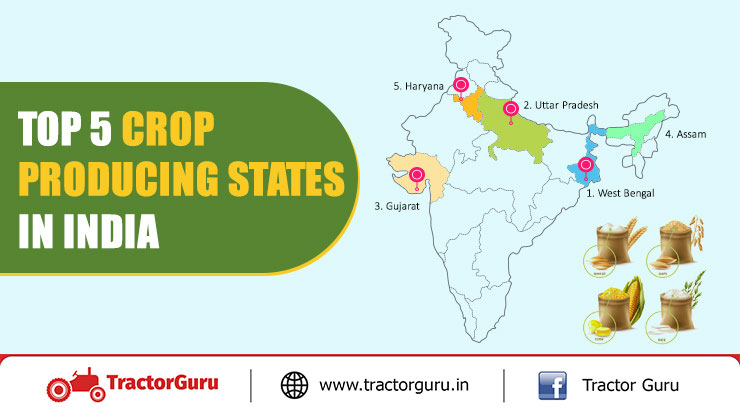 TOP 5 CROP
PRODUCING STATES
IN INDIA
5. Haryana
2. Uttar Pradesh
4. Assam
1. West Bengal
3. Gujarat
TractorGuru
www.tractorguru.in
Tractor Guru